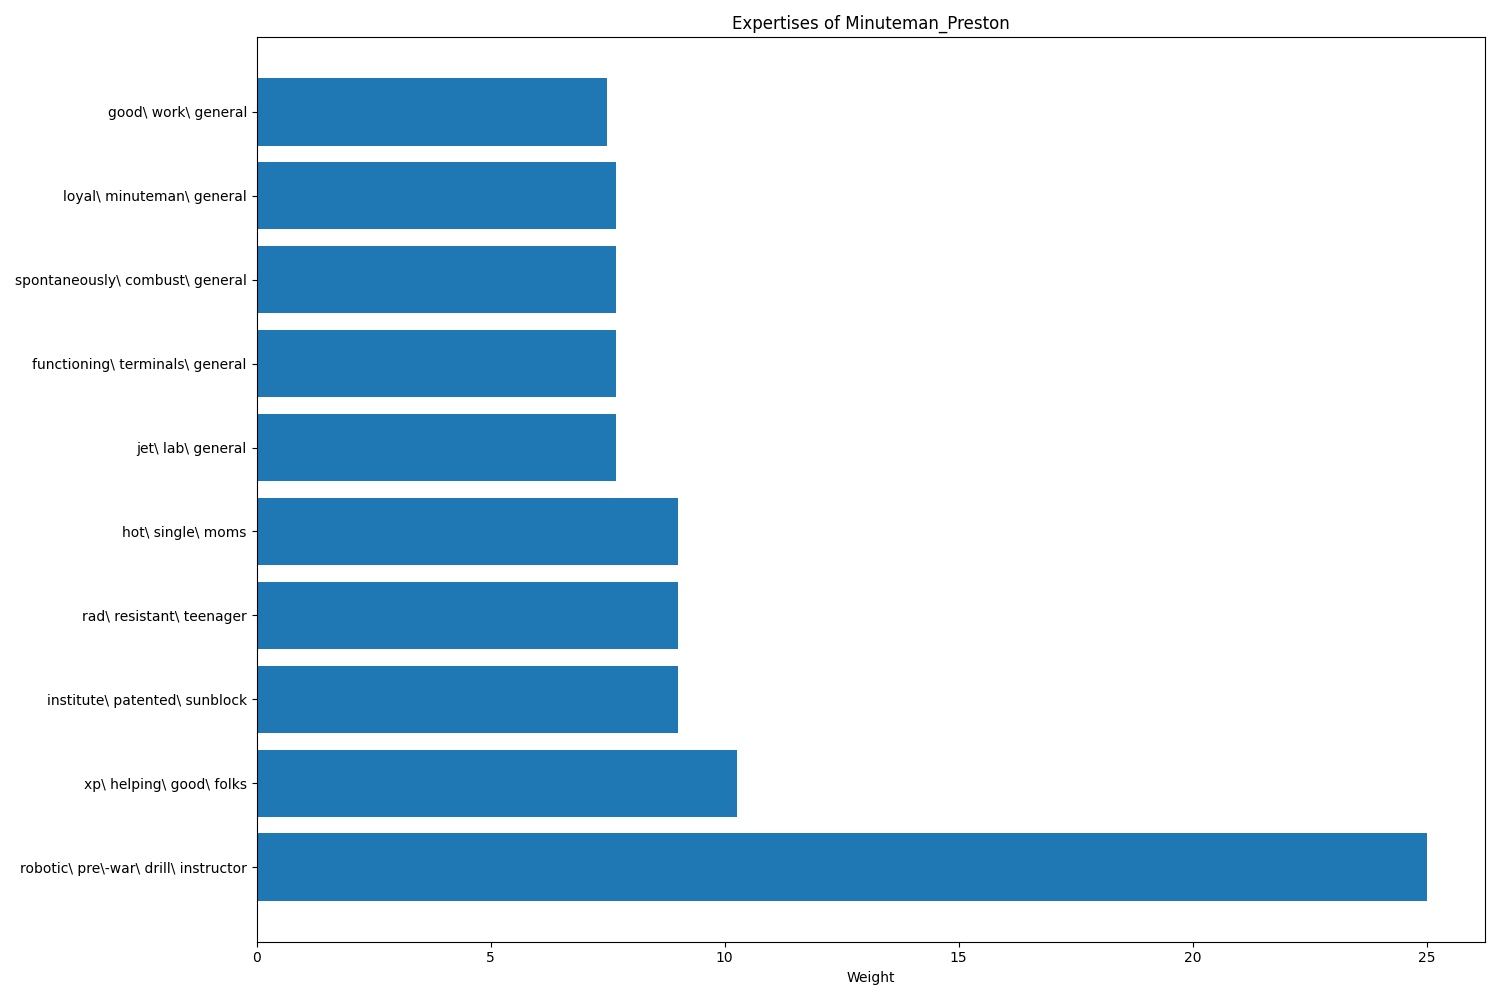 Expertises of Minuteman_Preston
good\ work\ general
loyal\ minuteman\ general
spontaneously\ combust\ general
functioning\ terminals\ general
jet\ lab\ general
hot\ single\ moms
rad\ resistant\ teenager
institute\ patented\ sunblock
xp\ helping\ good\ folks
robotic\ pre\-war\ drill\ instructor
0 5 10 15 20 25
Weight